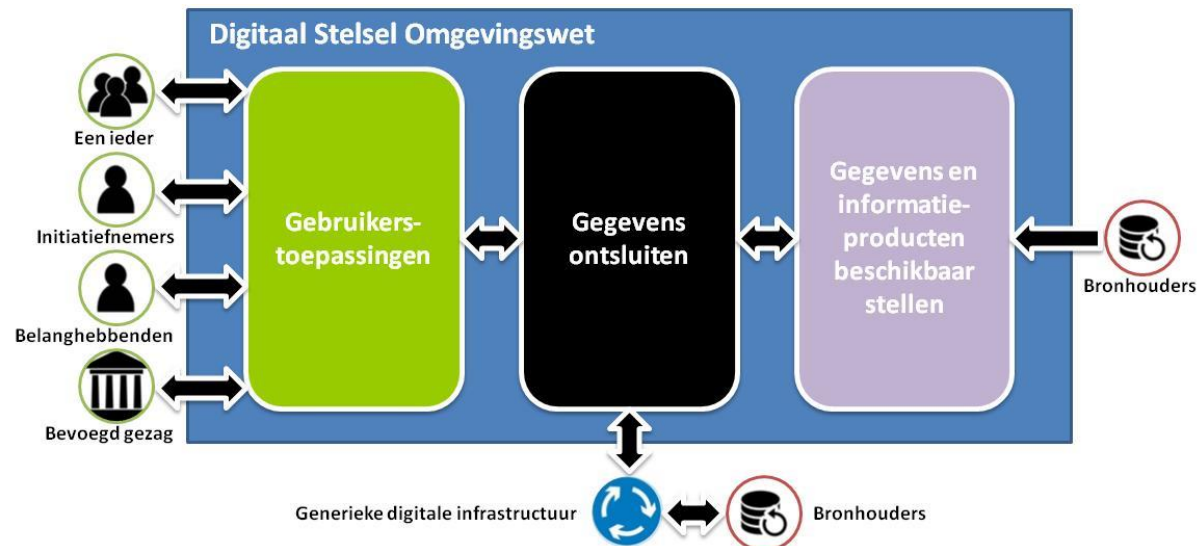 Digitaal Stelsel Omgevingswet
Een ieder
Initiatiefnemers
Belanghebbenden
Bevoegd gezag
Gebruikers-
toepassingen
Gegevens
ontsluiten
Gegevens en
informatie-
producten
beschikbaar
stellen
Bronhouders
Generieke digitale infrastructuur
Bronhouders